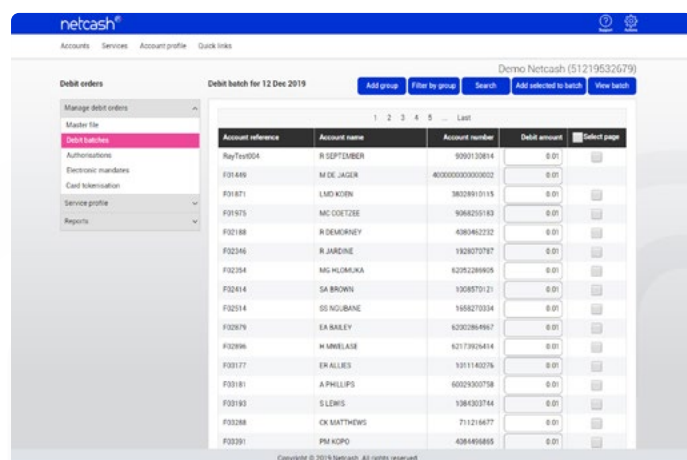 netcash®
Support
Accounts Services Account profile Quick links
Demo Netcash (51219532679)
Debit orders
Debit batch for 12 Dec 2019
Add group Filter by group Search Add selected to batch View batch
Manage debit orders
Master file
Debit batches
Authorisations
Electronic mandates
Card tokenisation
Service profile
Reports
1 2 3 4 5 ... Last
Account reference Account name Account number Debit amount Select page
RayTest004 R SEPTEMBER 9090130814 0.01
F01449 M DE JAGER 4000000000000002 0.01
F01871 LMD KOEN 38028910115 0.01
F01975 MC COETZEE 9068255183 0.01
F02188 R DEMORNEY 4080462232 0.01
F02346 R JARDINE 1928070787 0.01
F02354 MG HLOMUKA 62052286905 0.01
F02414 SA BROWN 1008570121 0.01
F02514 SS NGUBANE 1658270334 0.01
F02879 EA BAILEY 62002864967 0.01
F02896 H MWELASE 62173926414 0.01
F03177 ER ALLIES 1011140276 0.01
F03181 A PHILLIPS 60029300758 0.01
F03193 S LEWIS 1084303744 0.01
F03288 CK MATTHEWS 711216677 0.01
F03391 PM KOPO 4084496865 0.01
Copyright © 2019 Netcash. All rights reserved.